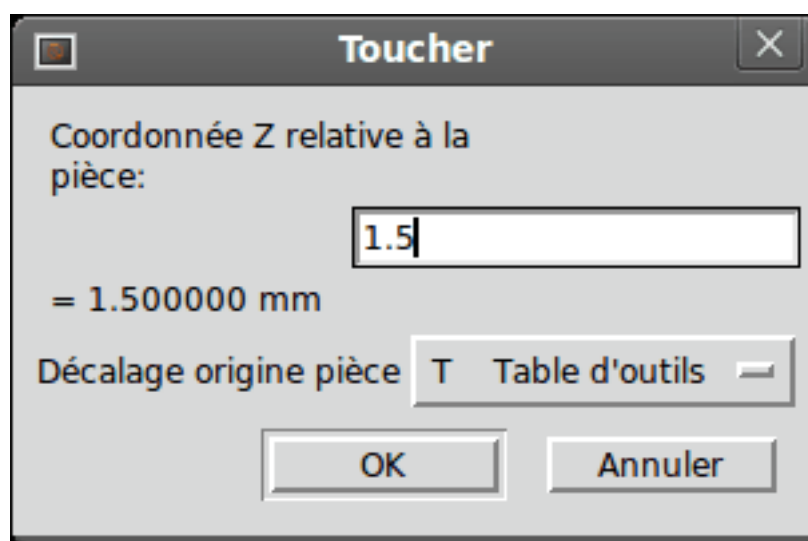 Toucher
Coordonnée Z relative à la
pièce:
1.5
= 1.500000 mm
Décalage origine pièce T Table d'outils
OK Annuler